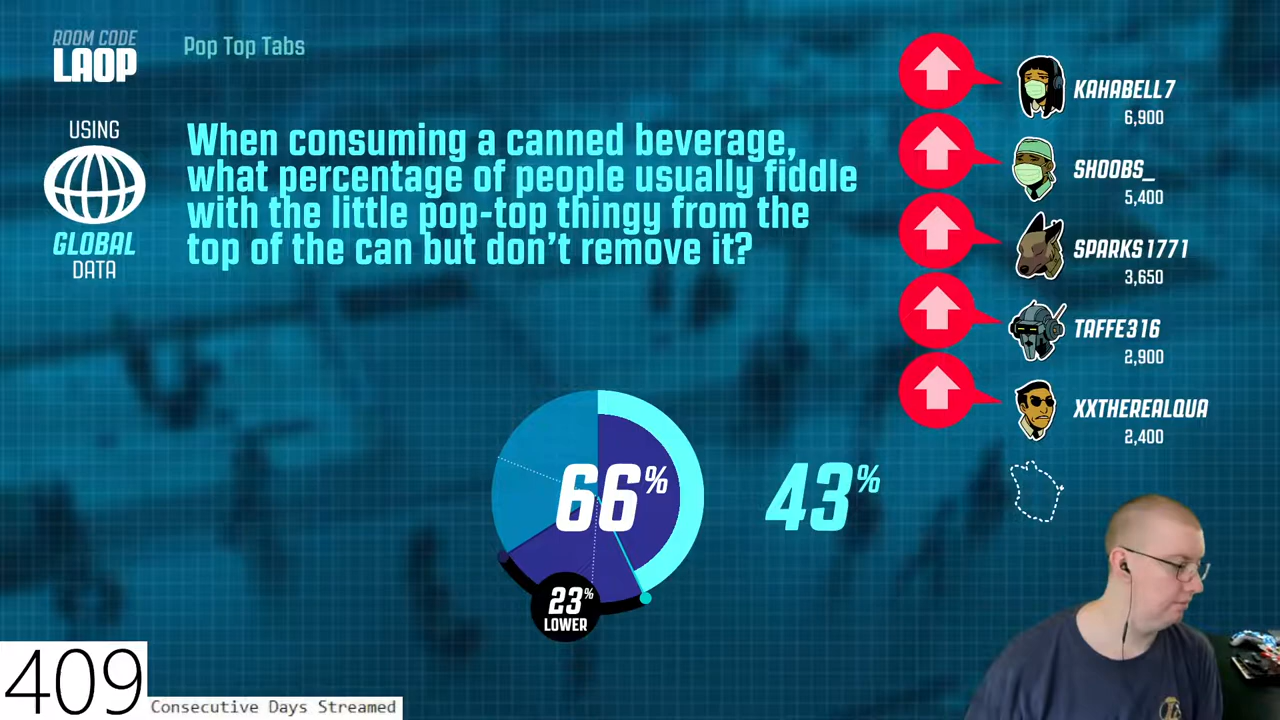 ROOM CODE
LAOP
Pop Top Tabs
USING
GLOBAL
DATA
When consuming a canned beverage,
what percentage of people usually fiddle
with the little pop-top thingy from the
top of the can but don't remove it?
KAHABELL7
6,900
SHOOBS_
5,400
SPARKS1771
3,650
TAFFE316
2,900
XXTHEREALQUA
2,400
66%
43%
23%
LOWER
409
Consecutive Days Streamed